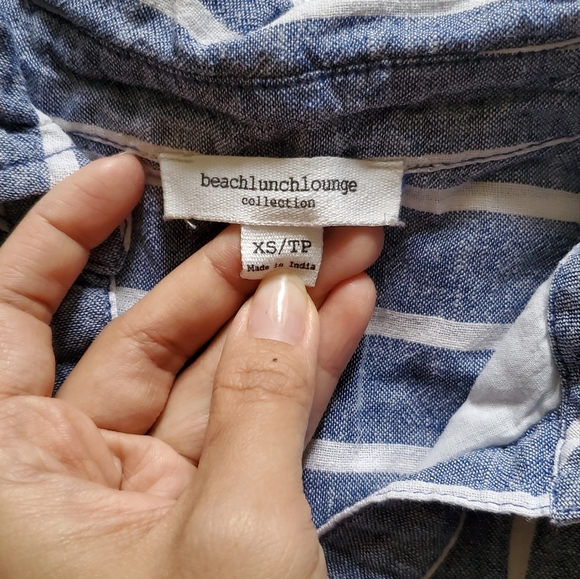 beachlunchlounge
collection
XS/TP
Made in India